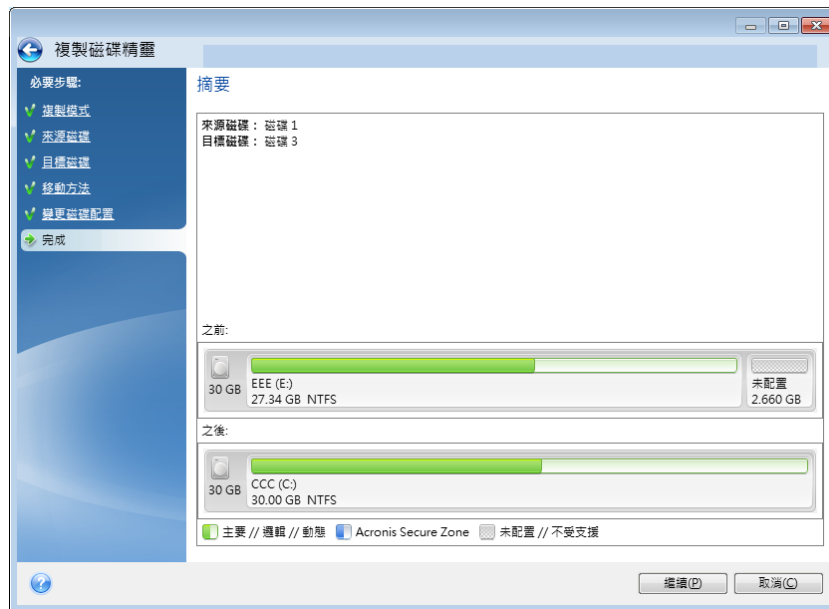 複製磁碟精靈
必要步驟:
複製模式
來源磁碟
目標磁碟
移動方法
變更磁碟配置
完成
摘要
來源磁碟： 磁碟 1
目標磁碟： 磁碟 3
之前:
30 GB
EEE (E:)
27.34 GB NTFS
未配置
2.660 GB
之後:
30 GB
CCC (C:)
30.00 GB NTFS
主要 // 邏輯 // 動態 Acronis Secure Zone 未配置 // 不受支援
繼續(P) 取消(C)